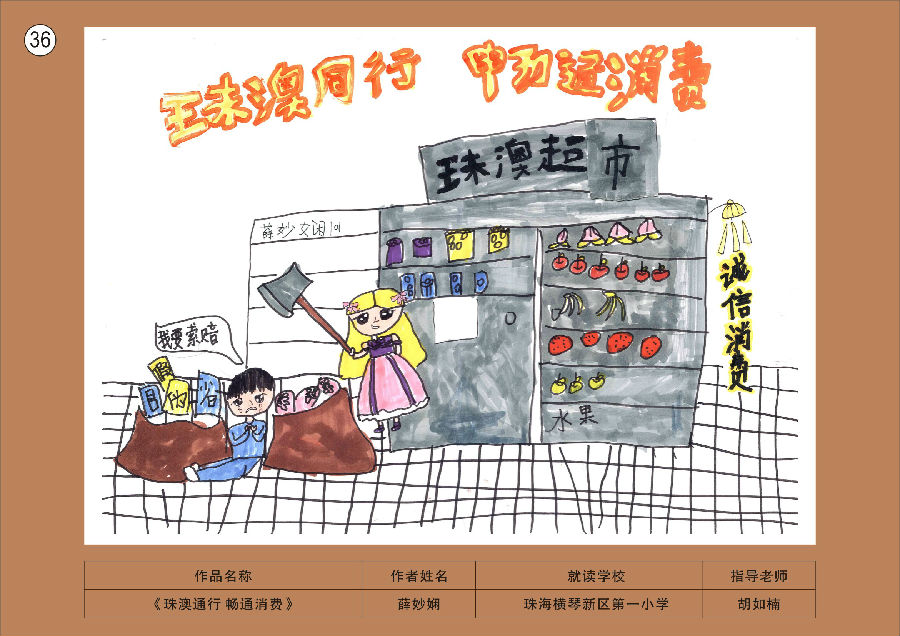 36
珠澳同行 畅通消费
珠澳超市
薛妙娴
诚信消费
我要索赔
假
水果
作品名称 作者姓名 就读学校 指导老师
《珠澳通行 畅通消费》 薛妙娴 珠海横琴新区第一小学 胡如楠